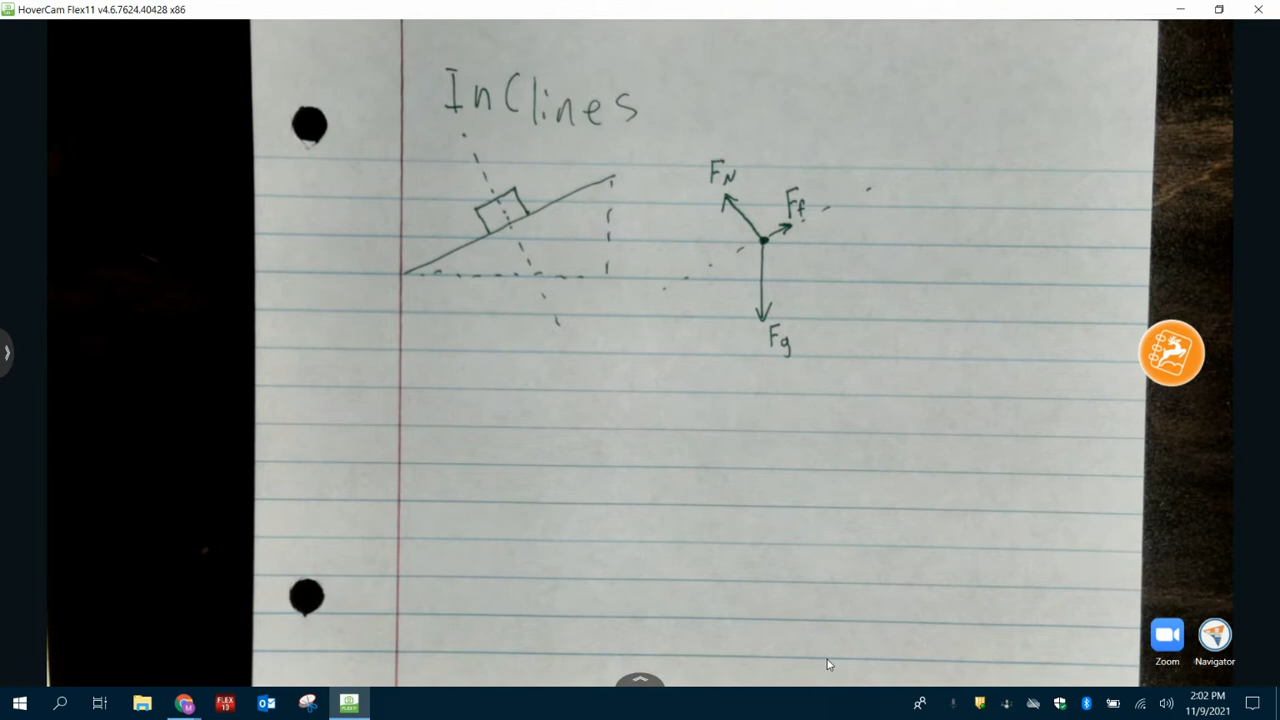 HoverCam Flex11 v4.6.7624.40428 x86
InClines
FN
Ff
Fg
Zoom
Navigator
FLEX
2:02 PM
11/9/2021